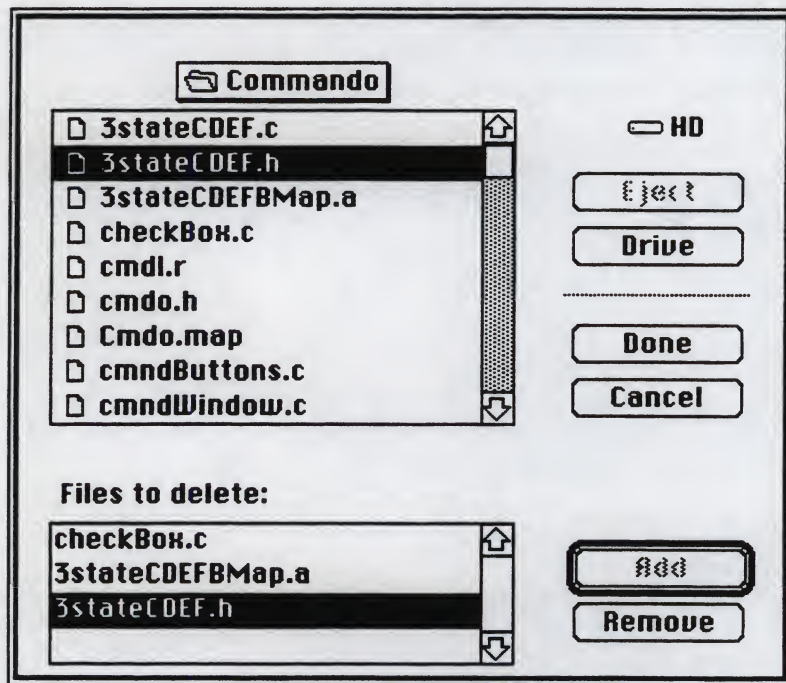 Commando
3stateCDEF.c
3stateCDEF.h
3stateCDEFBMap.a
checkBox.c
cmdl.r
cmdo.h
Cmdo.map
cmndButtons.c
cmndWindow.c
HD
Eject
Drive
Done
Cancel
Files to delete:
checkBox.c
3stateCDEFBMap.a
3stateCDEF.h
Add
Remove